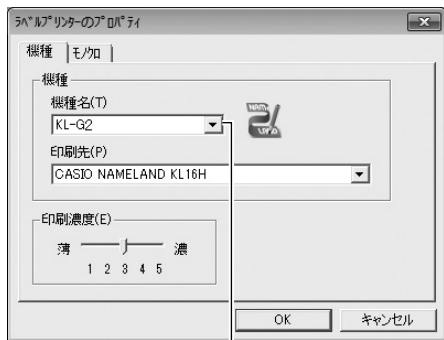 ﾗﾍﾞﾙﾌﾟﾘﾝﾀｰのﾌﾟﾛﾊﾟﾃｨ
機種
ﾓﾉｸﾛ
機種
機種名(T)
KL-G2
NAME
LAND
印刷先(P)
CASIO NAMELAND KL16H
印刷濃度(E)
薄 濃
1 2 3 4 5
OK キャンセル